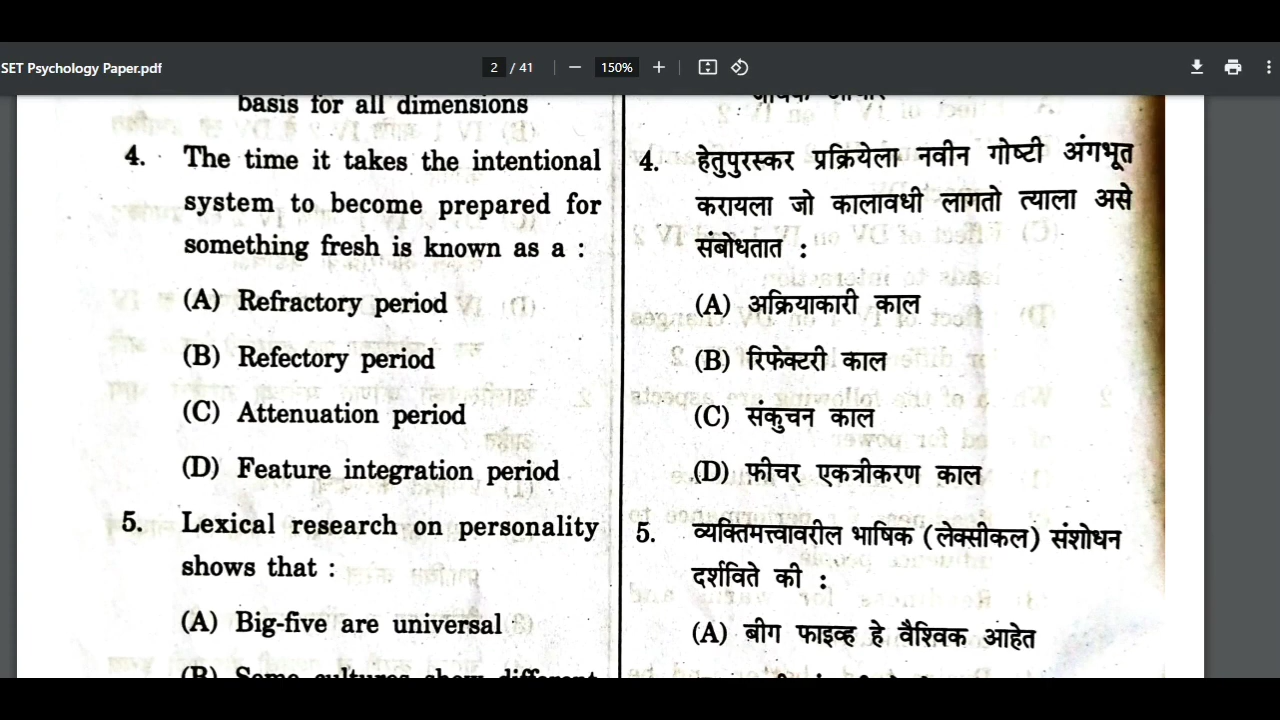 SET Psychology Paper.pdf
2 / 41
150%
basis for all dimensions
4. The time it takes the intentional
system to become prepared for
something fresh is known as a :
(A) Refractory period
(B) Refectory period
(C) Attenuation period
(D) Feature integration period
5. Lexical research on personality
shows that :
(A) Big-five are universal
(B) Some cultures show different
4. हेतुपुरस्कर प्रक्रियेला नवीन गोष्टी अंगभूत
करायला जो कालावधी लागतो त्याला असे
संबोधतात :
(A) अक्रियाकारी काल
(B) रिफेक्टरी काल
(C) संकुचन काल
(D) फीचर एकत्रीकरण काल
5. व्यक्तिमत्त्वावरील भाषिक (लेक्सीकल) संशोधन
दर्शविते की :
(A) बीग फाइव्ह हे वैश्विक आहेत